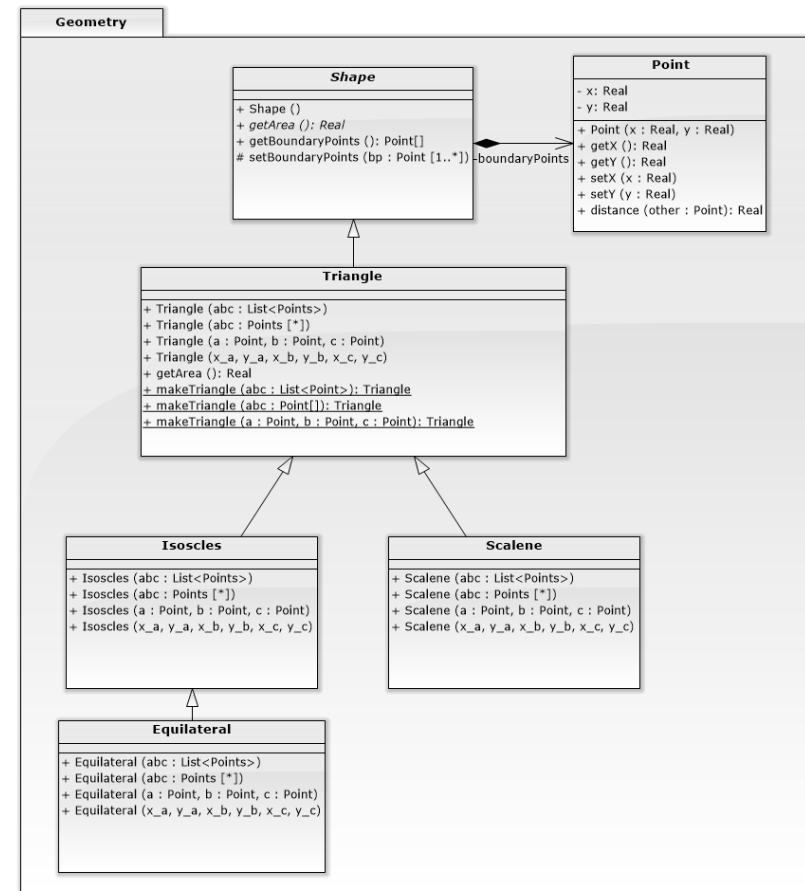 Geometry
Shape
+ Shape ()
+ getArea (): Real
+ getBoundaryPoints (): Point[]
# setBoundaryPoints (bp : Point [1..*])
-boundaryPoints
Point
- x: Real
- y: Real
+ Point (x : Real, y : Real)
+ getX (): Real
+ getY (): Real
+ setX (x : Real)
+ setY (y : Real)
+ distance (other : Point): Real
Triangle
+ Triangle (abc : List<Points>)
+ Triangle (abc : Points [*])
+ Triangle (a : Point, b : Point, c : Point)
+ Triangle (x_a, y_a, x_b, y_b, x_c, y_c)
+ getArea (): Real
+ makeTriangle (abc : List<Point>): Triangle
+ makeTriangle (abc : Point[]): Triangle
+ makeTriangle (a : Point, b : Point, c : Point): Triangle
Isoscles
+ Isoscles (abc : List<Points>)
+ Isoscles (abc : Points [*])
+ Isoscles (a : Point, b : Point, c : Point)
+ Isoscles (x_a, y_a, x_b, y_b, x_c, y_c)
Scalene
+ Scalene (abc : List<Points>)
+ Scalene (abc : Points [*])
+ Scalene (a : Point, b : Point, c : Point)
+ Scalene (x_a, y_a, x_b, y_b, x_c, y_c)
Equilateral
+ Equilateral (abc : List<Points>)
+ Equilateral (abc : Points [*])
+ Equilateral (a : Point, b : Point, c : Point)
+ Equilateral (x_a, y_a, x_b, y_b, x_c, y_c)